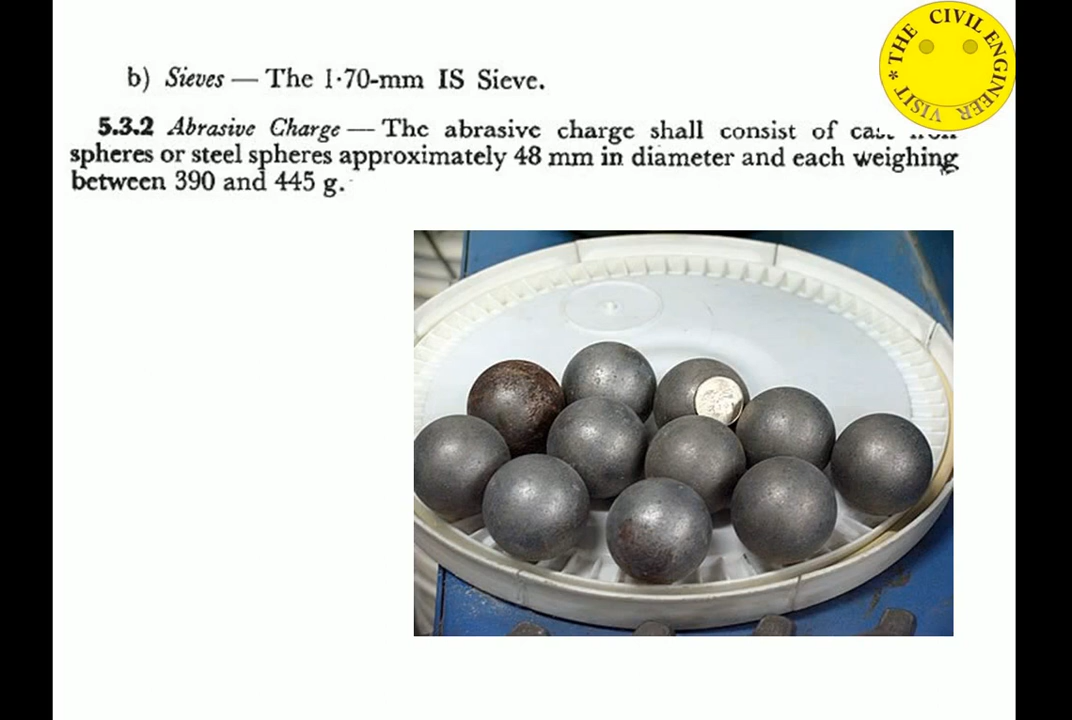 b) Sieves — The 1·70-mm IS Sieve.
5.3.2 Abrasive Charge — The abrasive charge shall consist of
spheres or steel spheres approximately 48 mm in diameter and each weighing
between 390 and 445 g.
* THE CIVIL ENGINEER VISIT